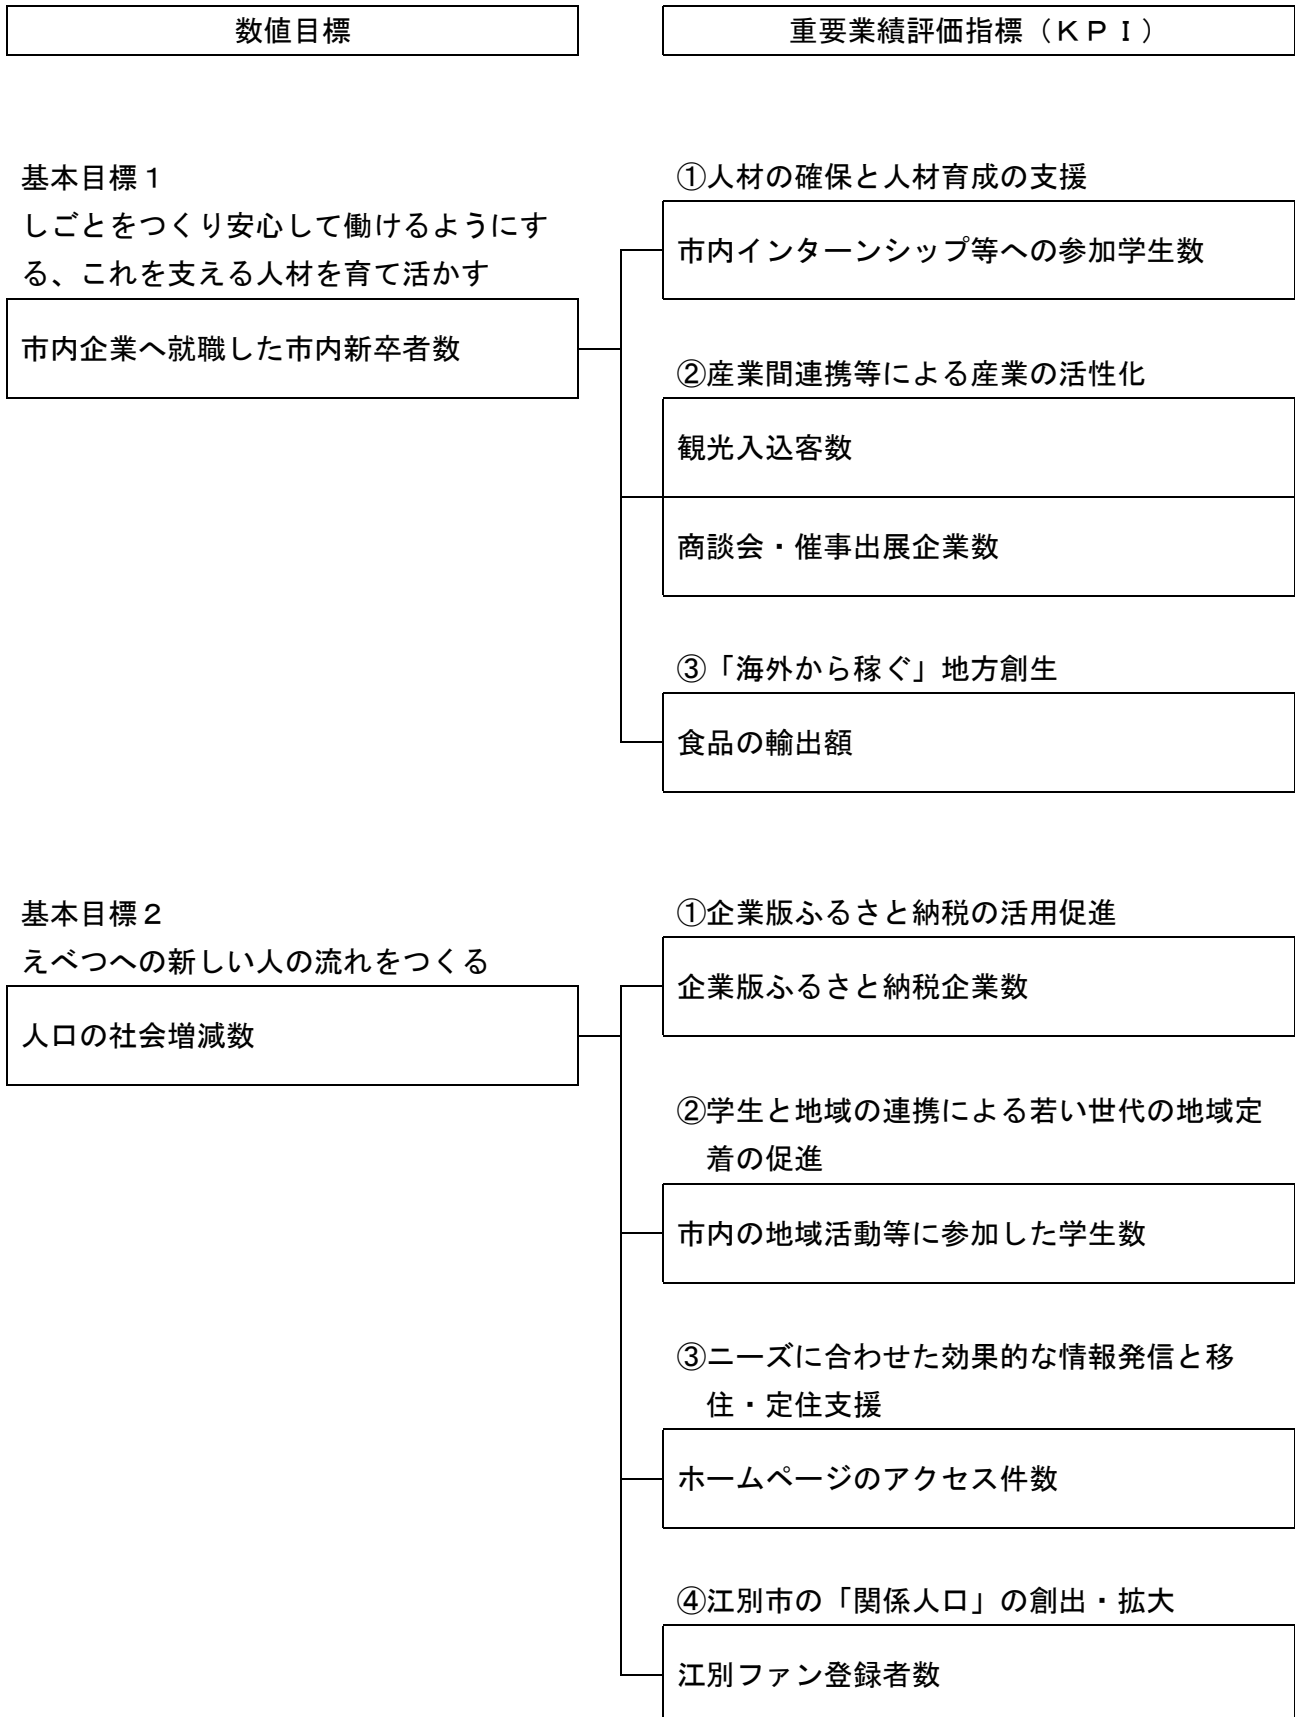 数値目標
重要業績評価指標(KPI)
基本目標1
しごとをつくり安心して働けるようにす
る、これを支える人材を育て活かす
市内企業へ就職した市内新卒者数
①人材の確保と人材育成の支援
市内インターンシップ等への参加学生数
②産業間連携等による産業の活性化
観光入込客数
商談会・催事出展企業数
③「海外から稼ぐ」地方創生
食品の輸出額
基本目標2
えべつへの新しい人の流れをつくる
人口の社会増減数
①企業版ふるさと納税の活用促進
企業版ふるさと納税企業数
②学生と地域の連携による若い世代の地域定
着の促進
市内の地域活動等に参加した学生数
③ニーズに合わせた効果的な情報発信と移
住・定住支援
ホームページのアクセス件数
④江別市の「関係人口」の創出・拡大
江別ファン登録者数